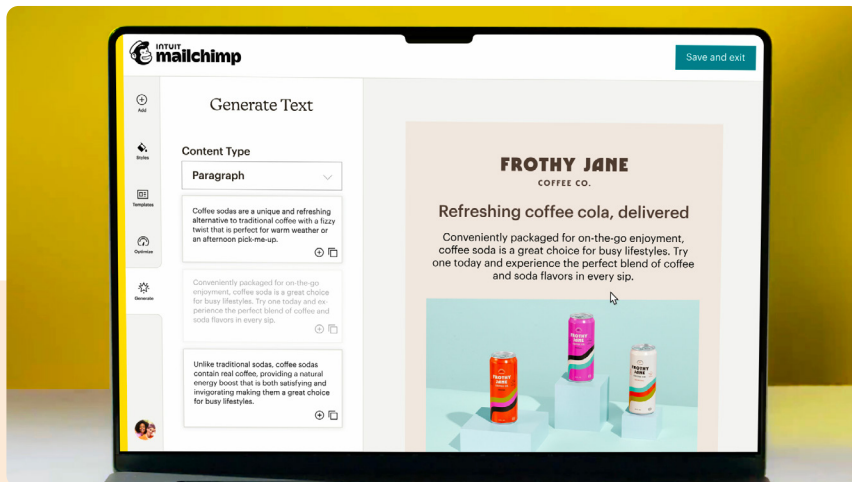 INTUIT
mailchimp
Save and exit
Add
Styles
Templates
Optimize
Generate
Generate Text
Content Type
Paragraph
Coffee sodas are a unique and refreshing
alternative to traditional coffee with a fizzy
twist that is perfect for warm weather or
an afternoon pick-me-up.
Conveniently packaged for on-the-go
enjoyment, coffee soda is a great choice
for busy lifestyles. Try one today and ex-
perience the perfect blend of coffee and
soda flavors in every sip.
Unlike traditional sodas, coffee sodas
contain real coffee, providing a natural
energy boost that is both satisfying and
invigorating making them a great choice
for busy lifestyles.
FROTHY JANE
COFFEE CO.
Refreshing coffee cola, delivered
Conveniently packaged for on-the-go enjoyment,
coffee soda is a great choice for busy lifestyles. Try
one today and experience the perfect blend of coffee
and soda flavors in every sip.
FROTHY
JANE
FROTHY
JANE
FROTHY
JANE